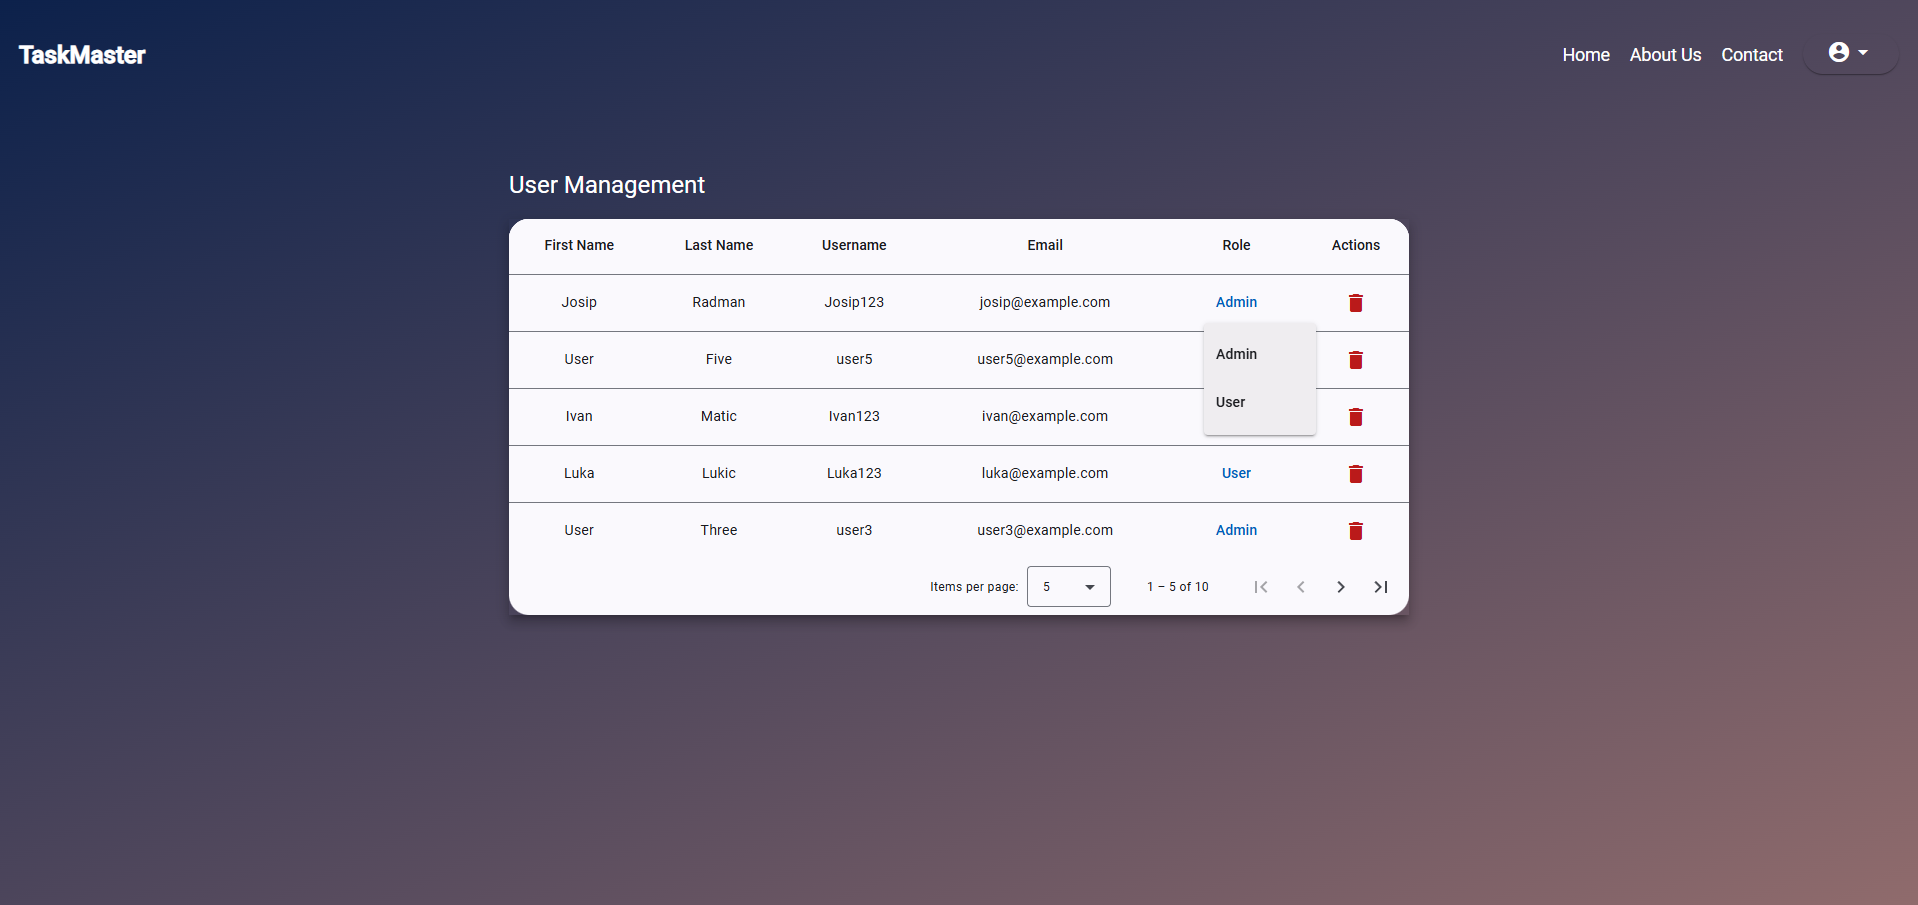 TaskMaster
Home About Us Contact
User Management
First Name Last Name Username Email Role Actions
Josip Radman Josip123 josip@example.com Admin
User Five user5 user5@example.com Admin
Ivan Matic Ivan123 ivan@example.com User
Luka Lukic Luka123 luka@example.com User
User Three user3 user3@example.com Admin
Items per page: 5 1 – 5 of 10